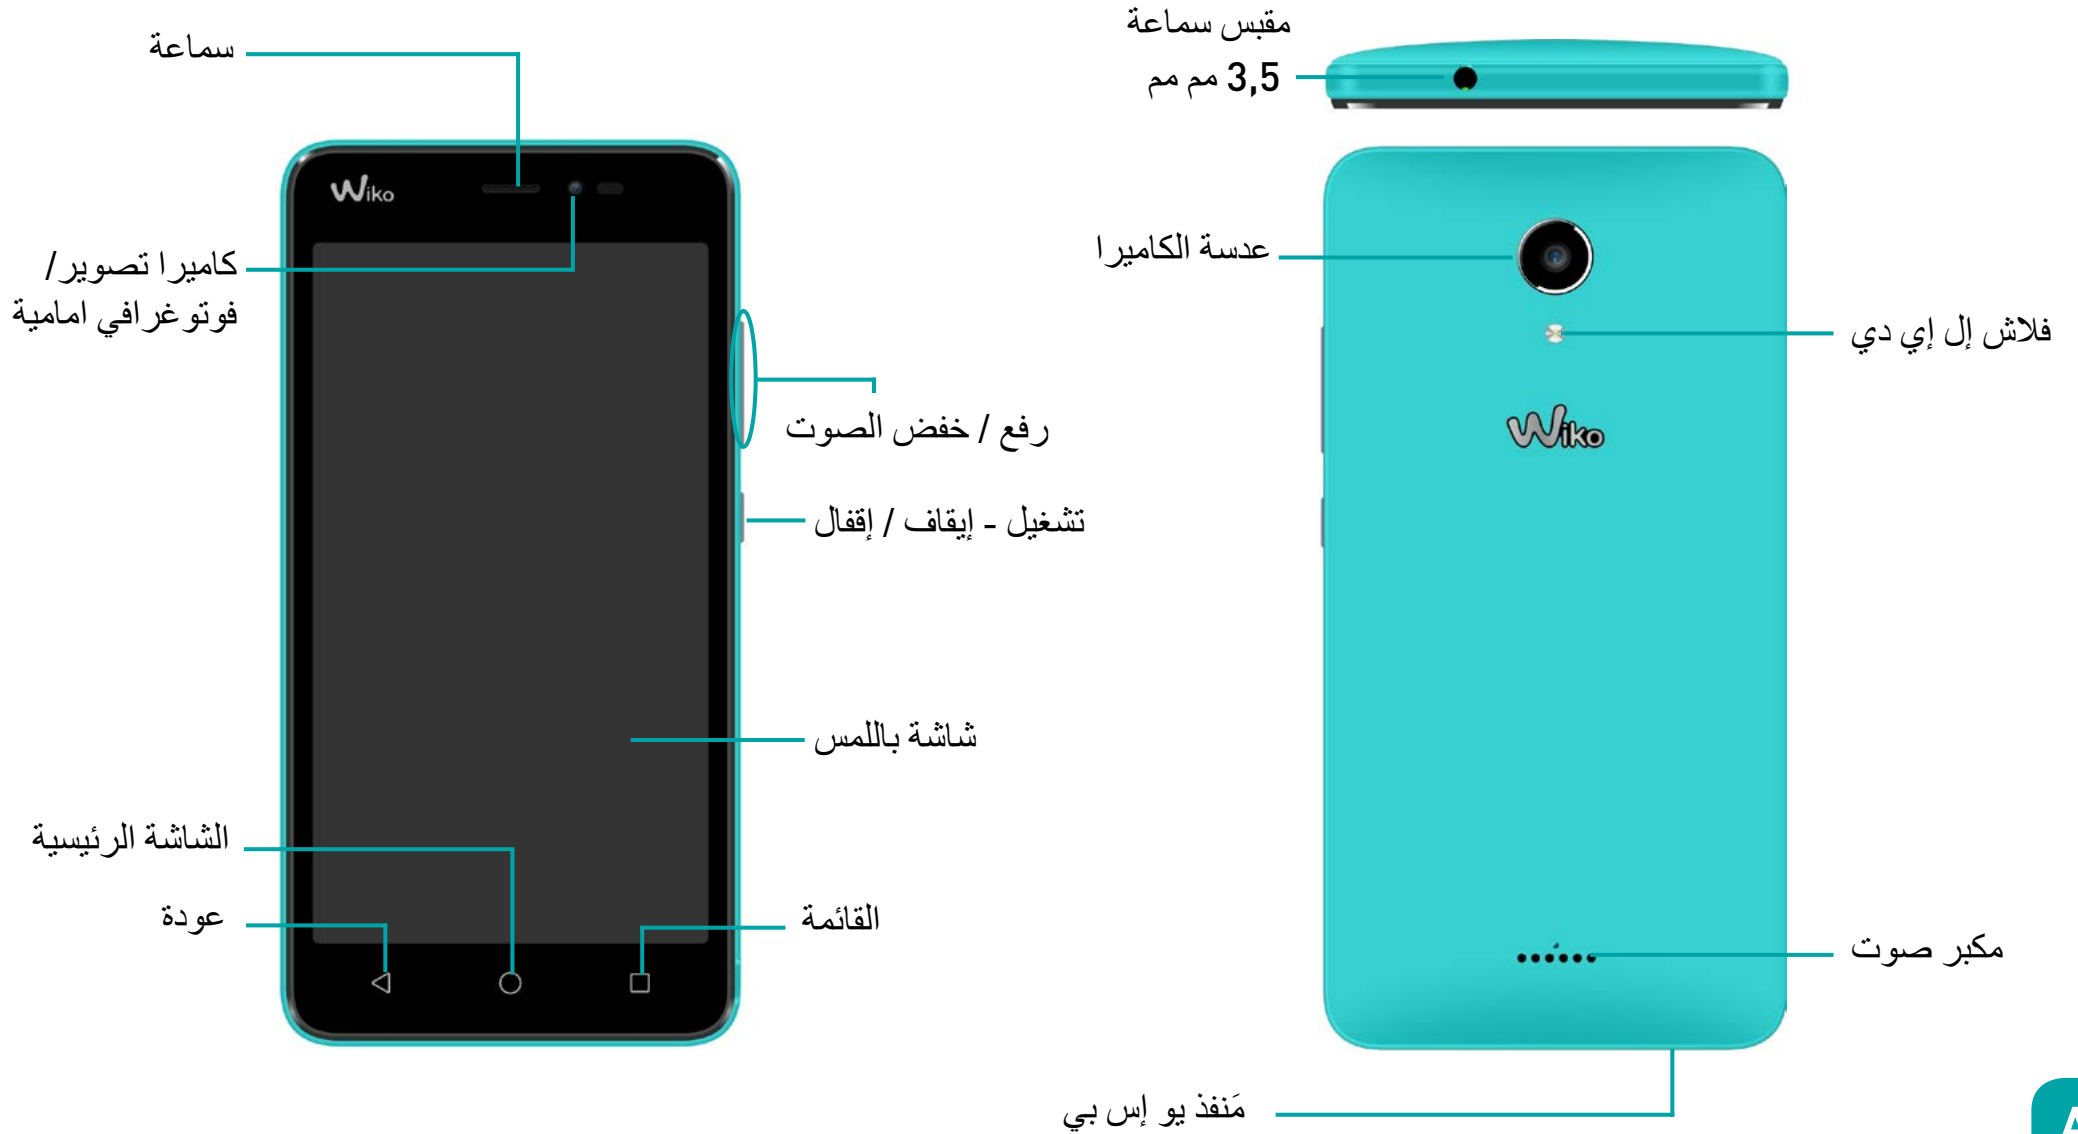 سماعة
Wiko
كاميرا تصوير/
فوتوغرافي امامية
رفع / خفض الصوت
تشغيل - إيقاف / إقفال
شاشة باللمس
الشاشة الرئيسية
عودة
القائمة
مقبس سماعة
3,5 مم مم
عدسة الكاميرا
فلاش إل إي دي
Wiko
مكبر صوت
مَنفذ يو إس بي